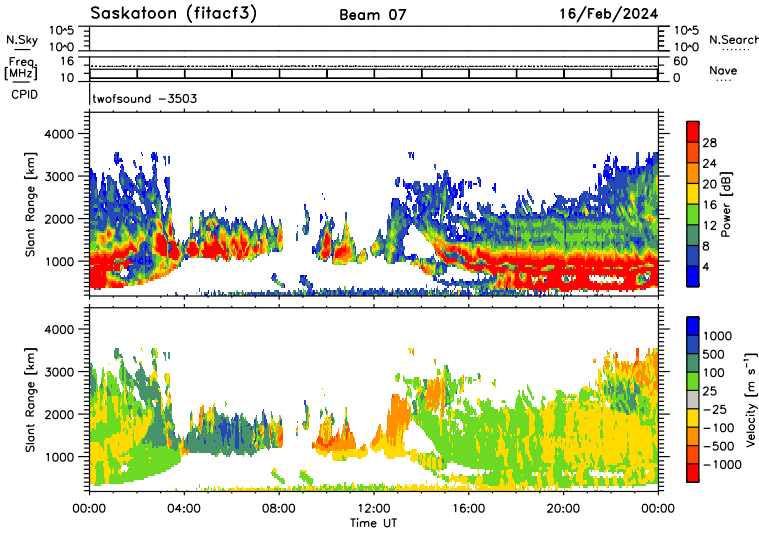 Saskatoon (fitacf3) Beam 07 16/Feb/2024
N.Sky 10^5 10^5 N.Search
10^0 10^0
Freq. 16 60
[MHz] Nave
10 0
CPID twofsound -3503
4000
3000
2000
1000
Slant Range [km]
28
24
20
16
12
8
4
Power [dB]
4000
3000
2000
1000
Slant Range [km]
1000
500
100
25
-25
-100
-500
-1000
Velocity [m s^-1]
00:00 04:00 08:00 12:00 16:00 20:00 00:00
Time UT